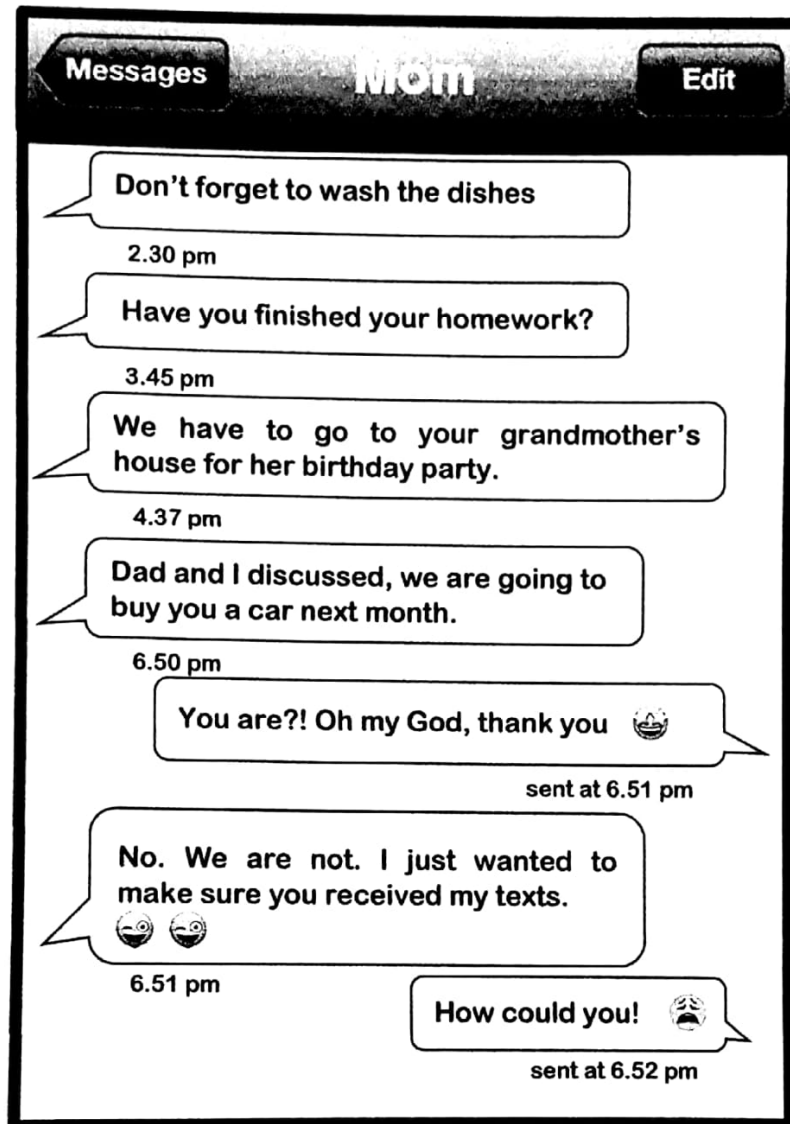 Messages
Mom
Edit
Don't forget to wash the dishes
2.30 pm
Have you finished your homework?
3.45 pm
We have to go to your grandmother's
house for her birthday party.
4.37 pm
Dad and I discussed, we are going to
buy you a car next month.
6.50 pm
You are?! Oh my God, thank you
sent at 6.51 pm
No. We are not. I just wanted to
make sure you received my texts.
6.51 pm
How could you!
sent at 6.52 pm